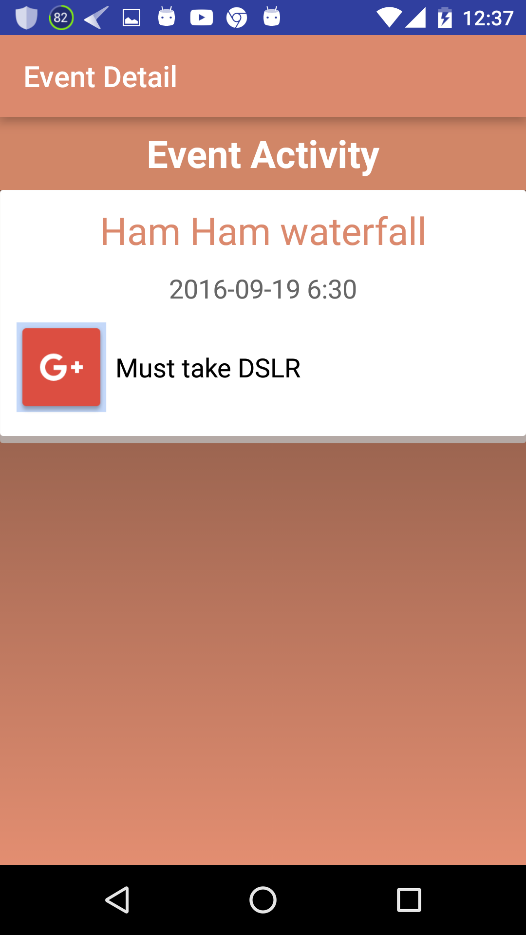 82
12:37
Event Detail
Event Activity
Ham Ham waterfall
2016-09-19 6:30
G+
Must take DSLR